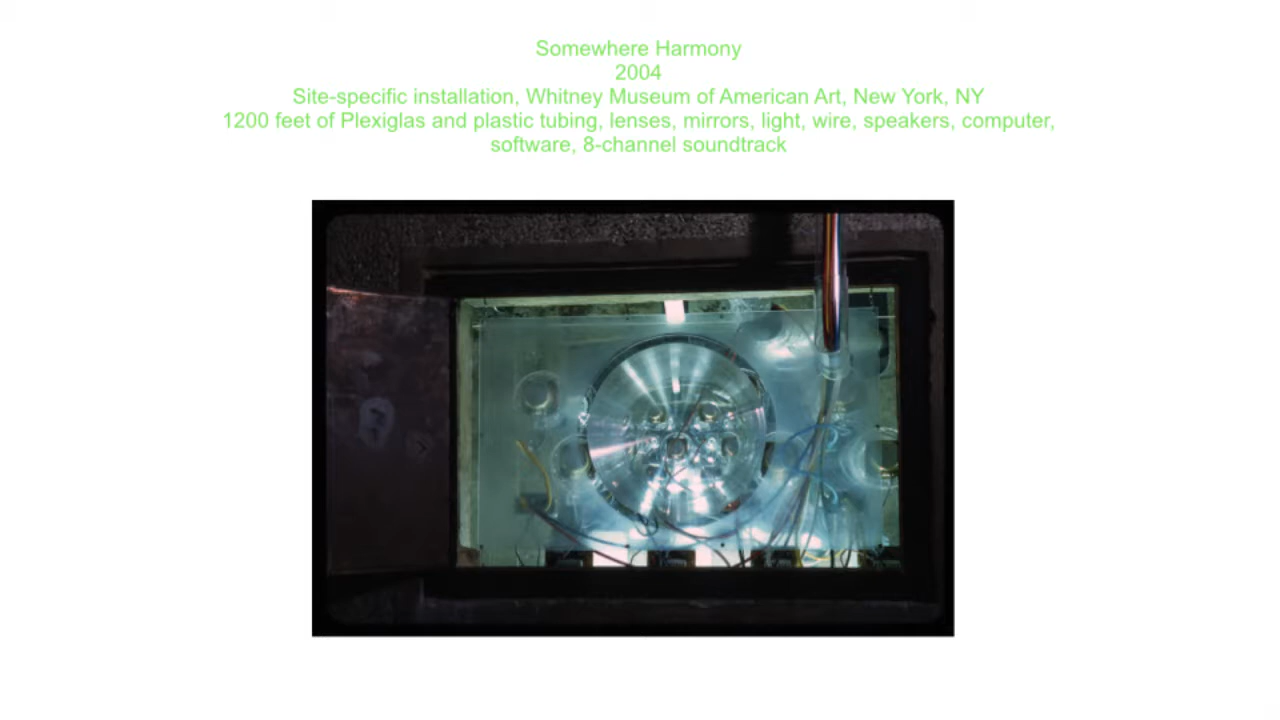 Somewhere Harmony
2004
Site-specific installation, Whitney Museum of American Art, New York, NY
1200 feet of Plexiglas and plastic tubing, lenses, mirrors, light, wire, speakers, computer,
software, 8-channel soundtrack